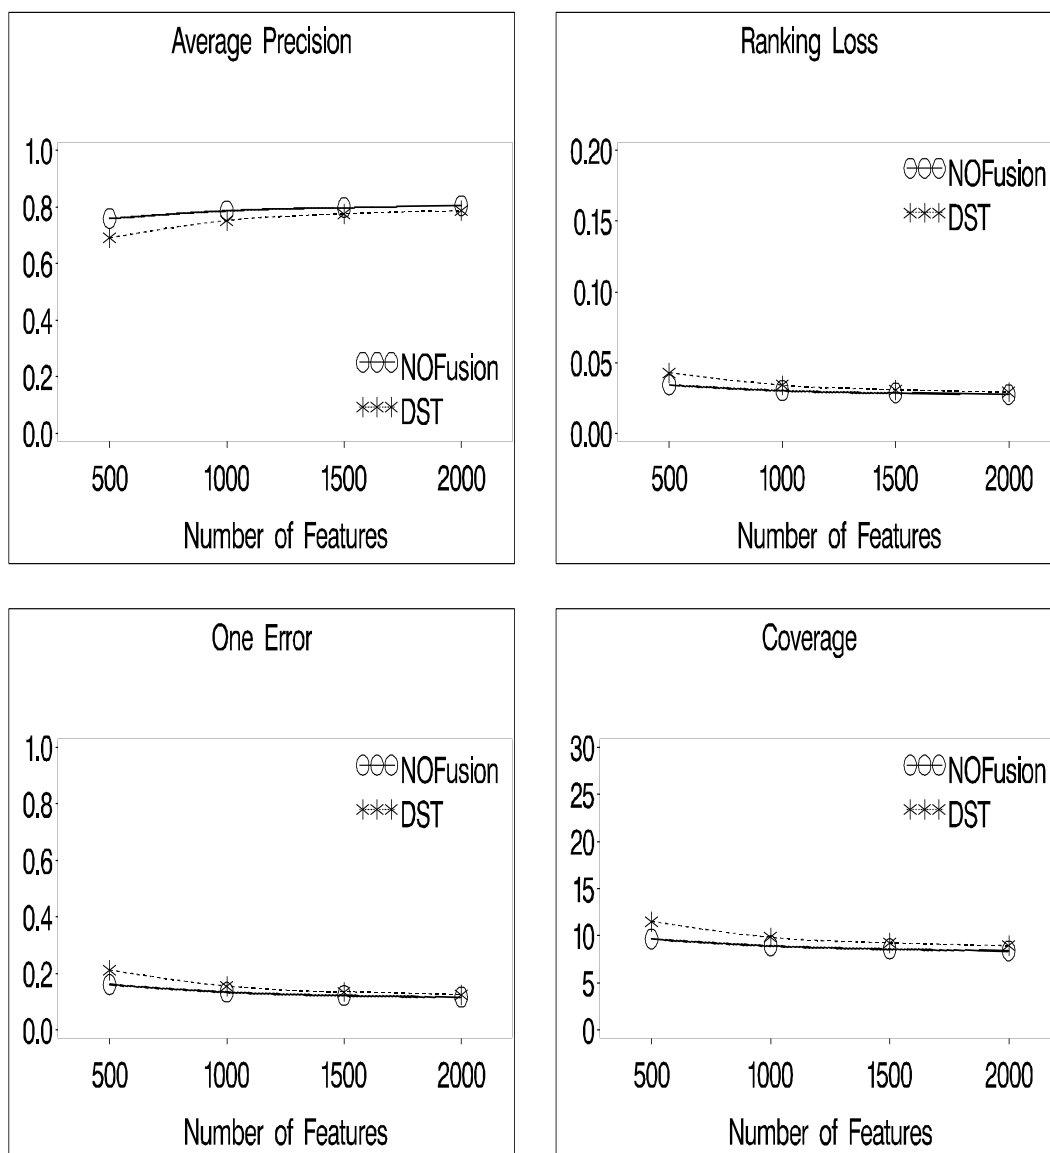 Average Precision
1.0
0.8
0.6
0.4
0.2
0.0
NOFusion
DST
500 1000 1500 2000
Number of Features
Ranking Loss
0.20
0.15
0.10
0.05
0.00
NOFusion
DST
500 1000 1500 2000
Number of Features
One Error
1.0
0.8
0.6
0.4
0.2
0.0
NOFusion
DST
500 1000 1500 2000
Number of Features
Coverage
30
25
20
15
10
5
0
NOFusion
DST
500 1000 1500 2000
Number of Features